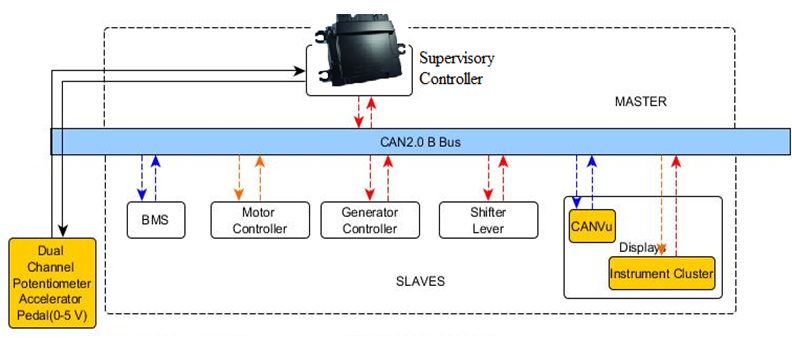 Supervisory
Controller
MASTER
CAN2.0 B Bus
BMS
Motor
Controller
Generator
Controller
Shifter
Lever
CANVu
Displays
Instrument Cluster
Dual
Channel
Potentiometer
Accelerator
Pedal(0-5 V)
SLAVES